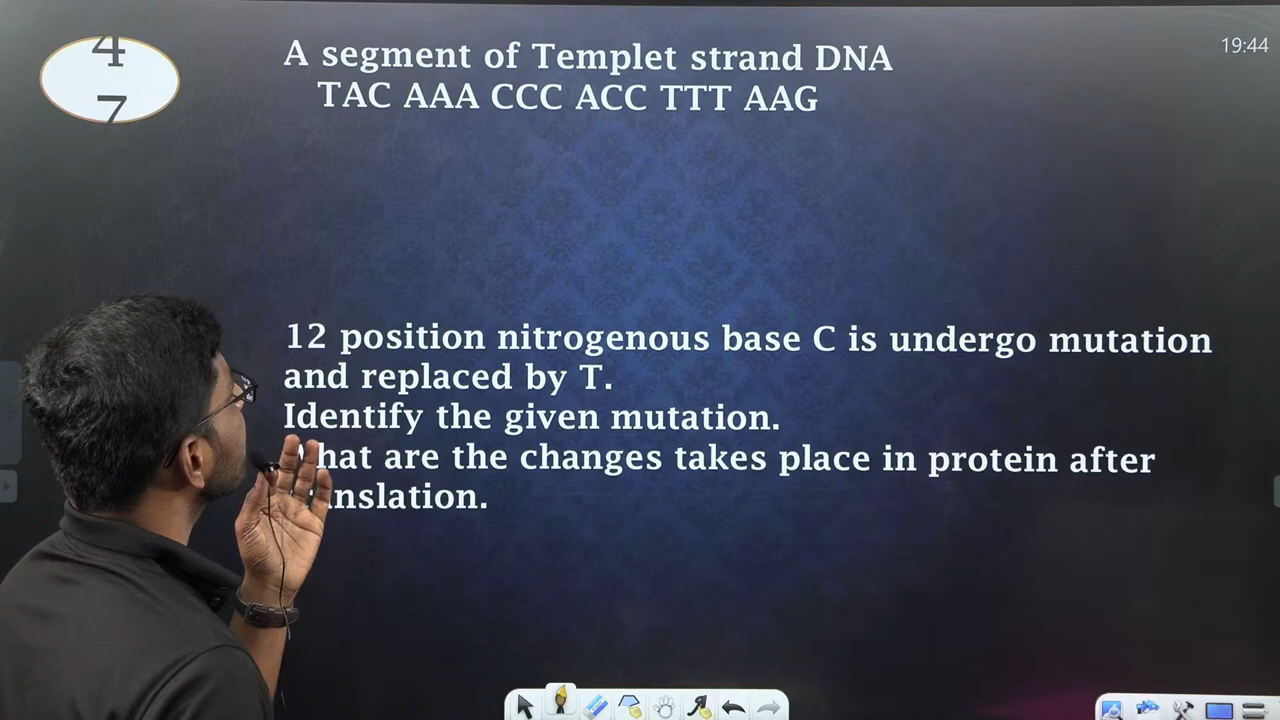 4
7
A segment of Templet strand DNA
TAC AAA CCC ACC TTT AAG
19:44
12 position nitrogenous base C is undergo mutation
and replaced by T.
Identify the given mutation.
hat are the changes takes place in protein after
nslation.